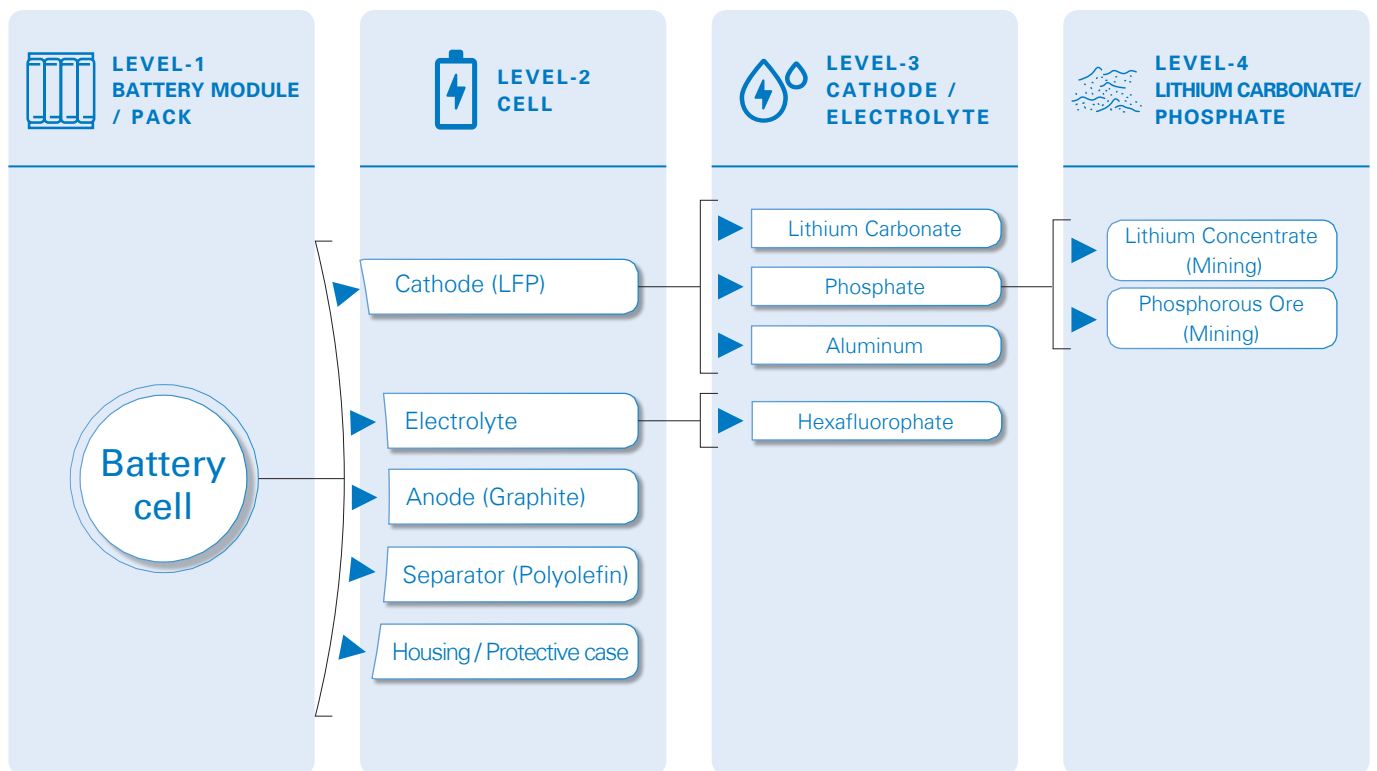 LEVEL-1
BATTERY MODULE
/ PACK
LEVEL-2
CELL
LEVEL-3
CATHODE /
ELECTROLYTE
LEVEL-4
LITHIUM CARBONATE/
PHOSPHATE
Battery
cell
Cathode (LFP)
Electrolyte
Anode (Graphite)
Separator (Polyolefin)
Housing / Protective case
Lithium Carbonate
Phosphate
Aluminum
Hexafluorophate
Lithium Concentrate
(Mining)
Phosphorous Ore
(Mining)